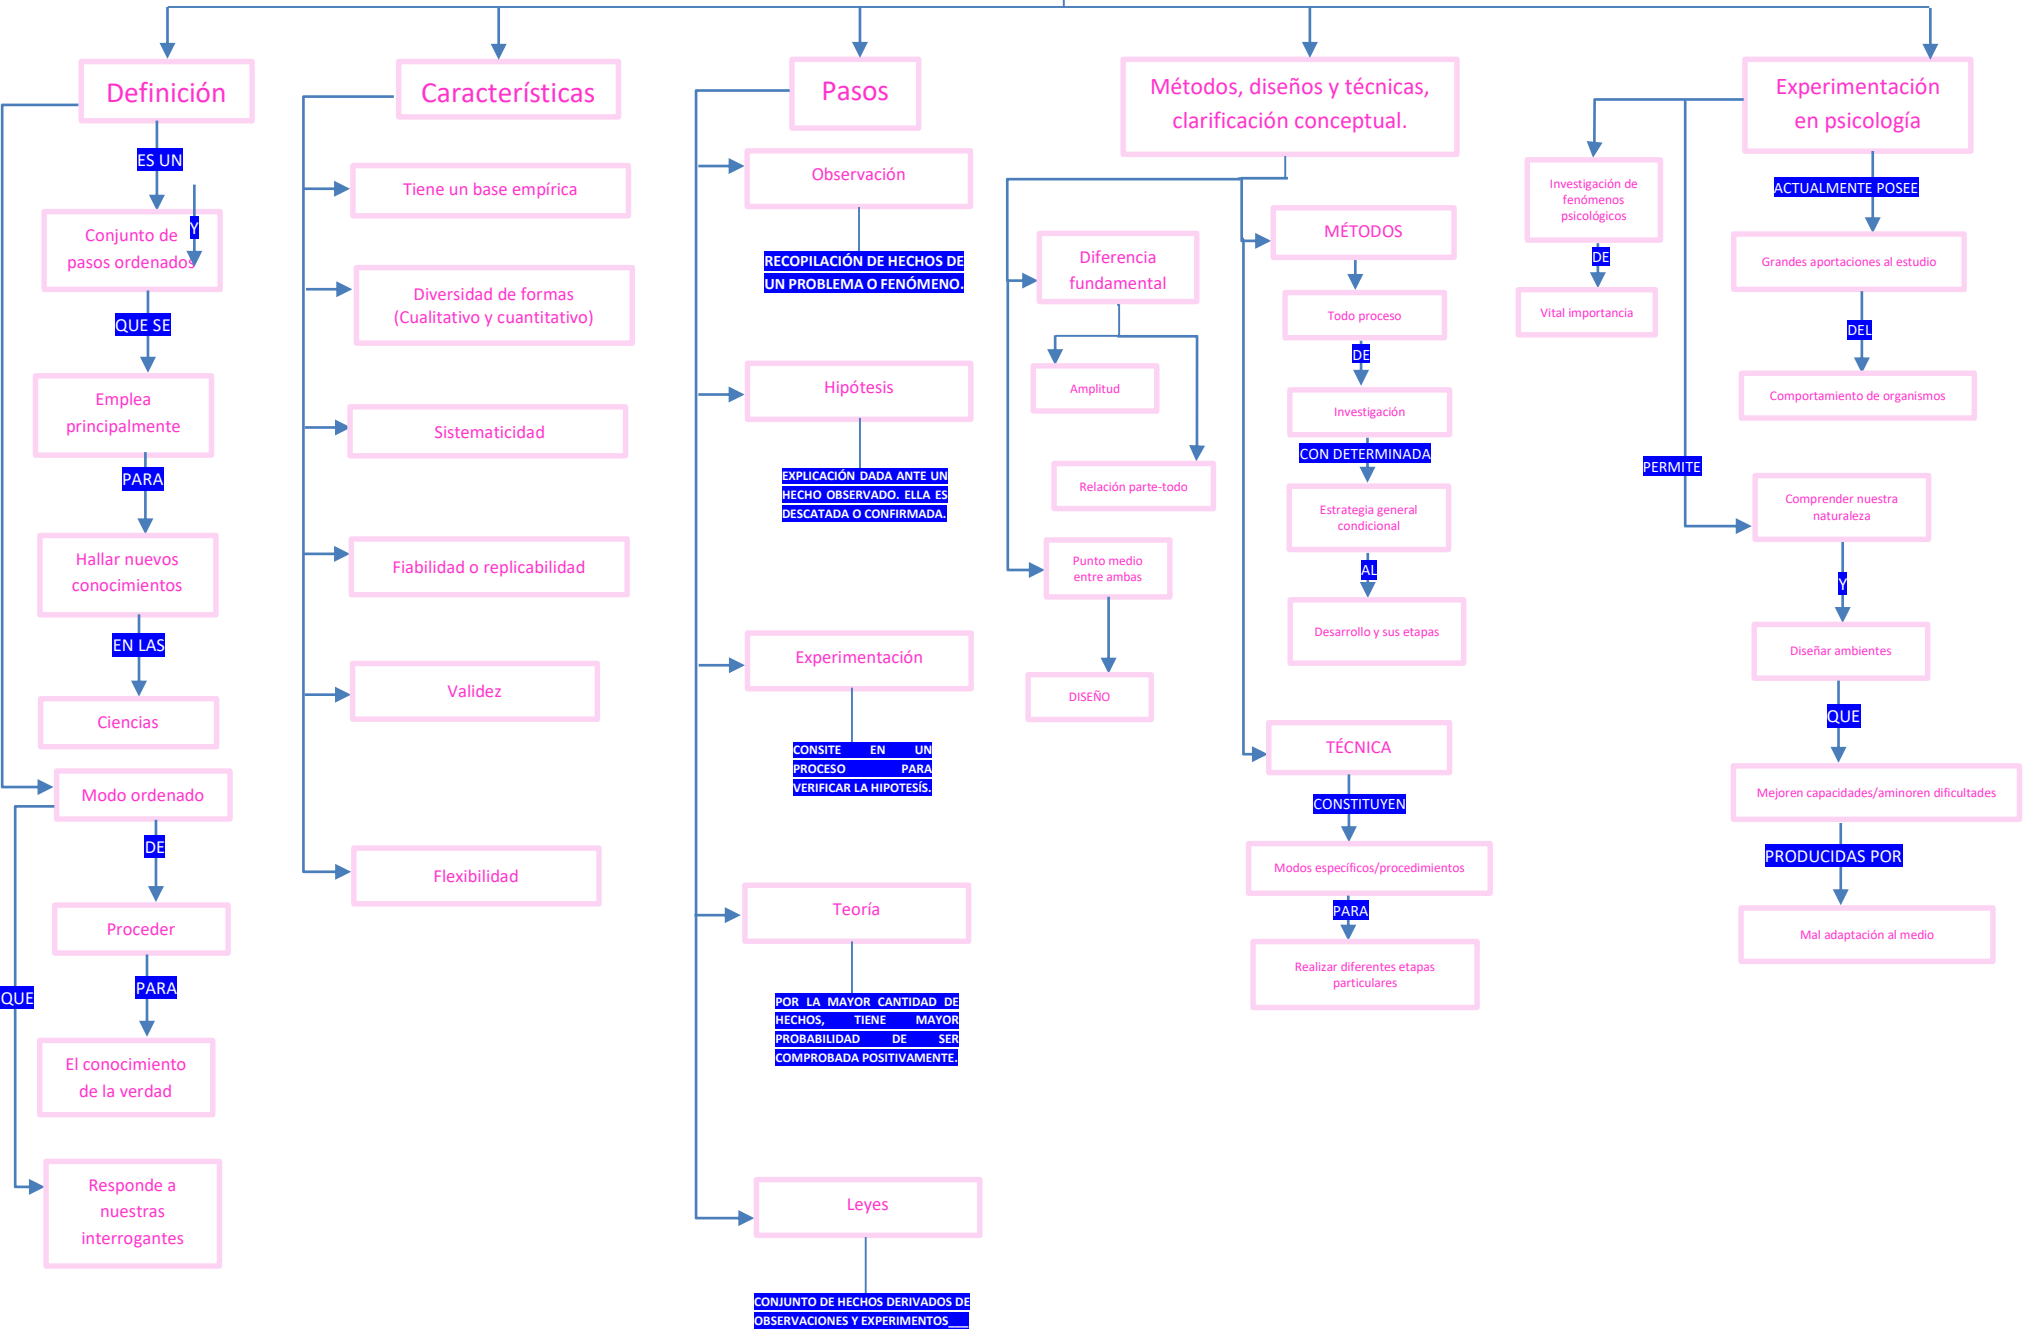 Definición
ES UN
Y
Conjunto de
pasos ordenados
QUE SE
Emplea
principalmente
PARA
Hallar nuevos
conocimientos
EN LAS
Ciencias
Modo ordenado
DE
Proceder
PARA
QUE
El conocimiento
de la verdad
Responde a
nuestras
interrogantes
Características
Tiene un base empírica
Diversidad de formas
(Cualitativo y cuantitativo)
Sistematicidad
Fiabilidad o replicabilidad
Validez
Flexibilidad
Pasos
Observación
RECOPILACIÓN DE HECHOS DE
UN PROBLEMA O FENÓMENO.
Hipótesis
EXPLICACIÓN DADA ANTE UN
HECHO OBSERVADO. ELLA ES
DESCATADA O CONFIRMADA.
Experimentación
CONSITE EN UN
PROCESO PARA
VERIFICAR LA HIPOTESÍS.
Teoría
POR LA MAYOR CANTIDAD DE
HECHOS, TIENE MAYOR
PROBABILIDAD DE SER
COMPROBADA POSITIVAMENTE.
Leyes
CONJUNTO DE HECHOS DERIVADOS DE
OBSERVACIONES Y EXPERIMENTOS___
Métodos, diseños y técnicas,
clarificación conceptual.
Diferencia
fundamental
Amplitud
Relación parte-todo
Punto medio
entre ambas
DISEÑO
MÉTODOS
Todo proceso
DE
Investigación
CON DETERMINADA
Estrategia general
condicional
AL
Desarrollo y sus etapas
TÉCNICA
CONSTITUYEN
Modos específicos/procedimientos
PARA
Realizar diferentes etapas
particulares
Experimentación
en psicología
Investigación de
fenómenos
psicológicos
DE
Vital importancia
ACTUALMENTE POSEE
Grandes aportaciones al estudio
DEL
Comportamiento de organismos
PERMITE
Comprender nuestra
naturaleza
Y
Diseñar ambientes
QUE
Mejoren capacidades/aminoren dificultades
PRODUCIDAS POR
Mal adaptación al medio